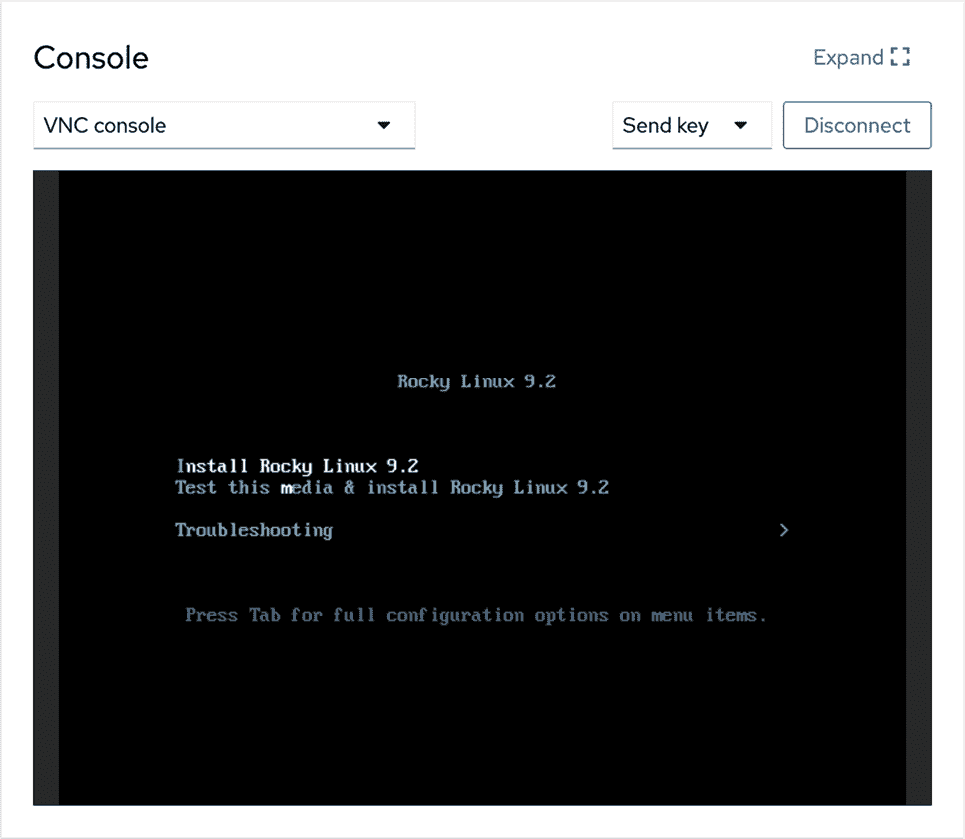 Console
Expand
VNC console
Send key
Disconnect
Rocky Linux 9.2
Install Rocky Linux 9.2
Test this media & install Rocky Linux 9.2
Troubleshooting >
Press Tab for full configuration options on menu items.